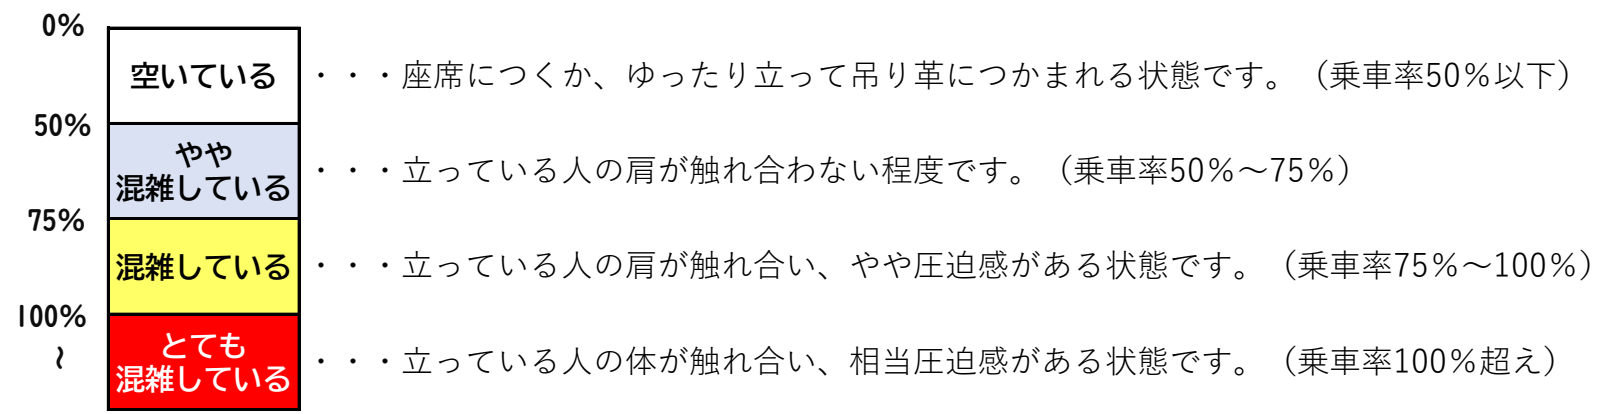 0%
空いている ・・・座席につくか、ゆったり立って吊り革につかまれる状態です。（乗車率50％以下）
50%
やや
混雑している ・・・立っている人の肩が触れ合わない程度です。（乗車率50％～75％）
75%
混雑している ・・・立っている人の肩が触れ合い、やや圧迫感がある状態です。（乗車率75％～100％）
100%
～
とても
混雑している ・・・立っている人の体が触れ合い、相当圧迫感がある状態です。（乗車率100％超え）